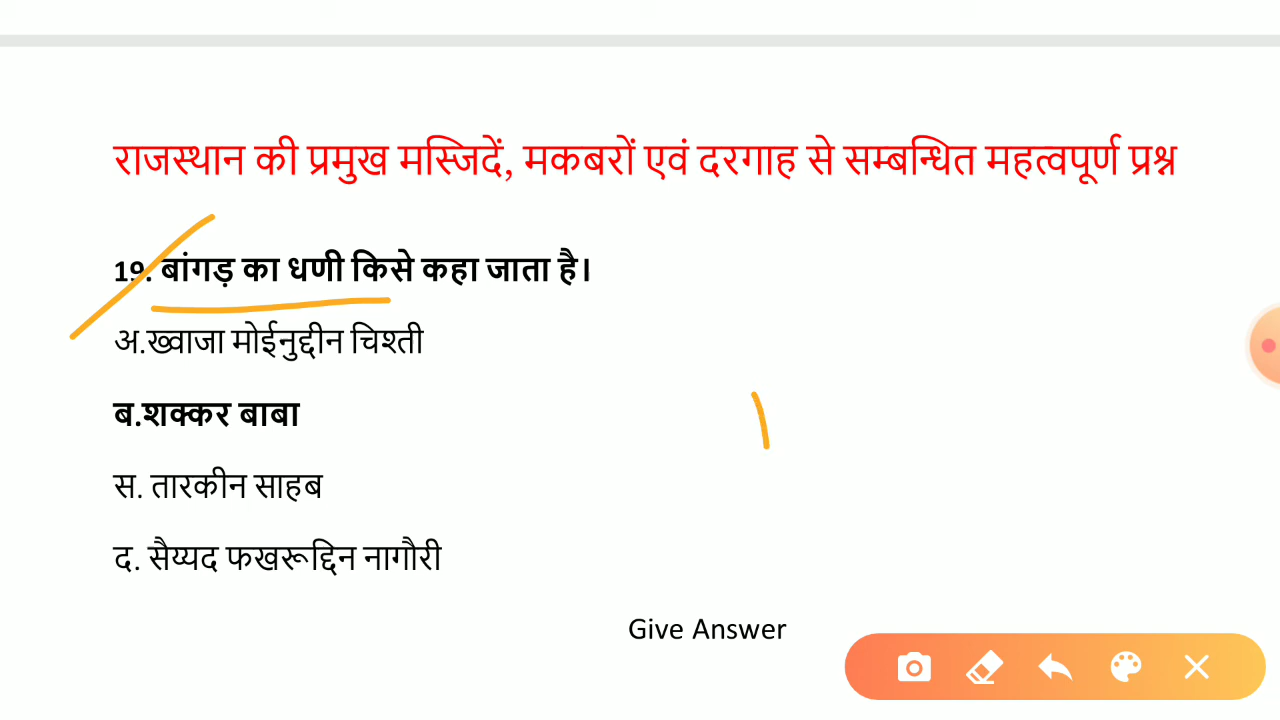 राजस्थान की प्रमुख मस्जिदें, मकबरों एवं दरगाह से सम्बन्धित महत्वपूर्ण प्रश्न
19. बांगड़ का धणी किसे कहा जाता है।
अ.ख्वाजा मोईनुद्दीन चिश्ती
ब.शक्कर बाबा
स. तारकीन साहब
द. सैय्यद फखरूद्दिन नागौरी
Give Answer